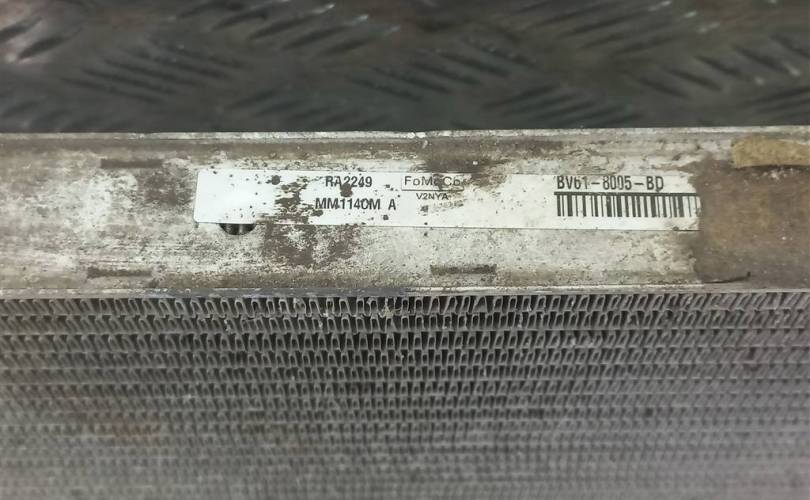 RA2249 FoMoCo BV61-8005-BD
V2NYA
MM1140M A